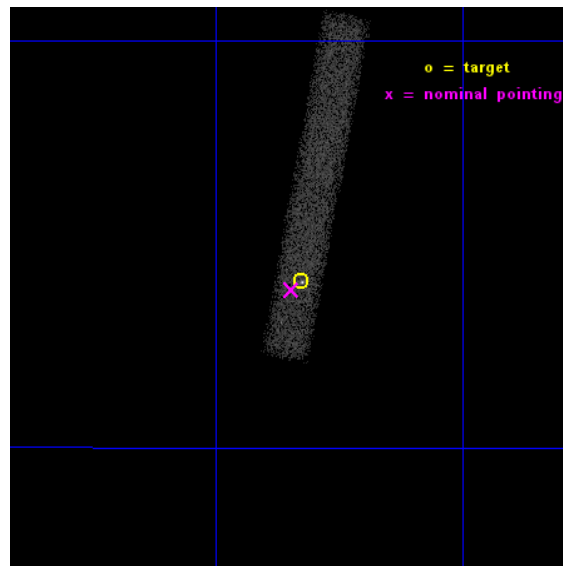 o = target
x = nominal pointing